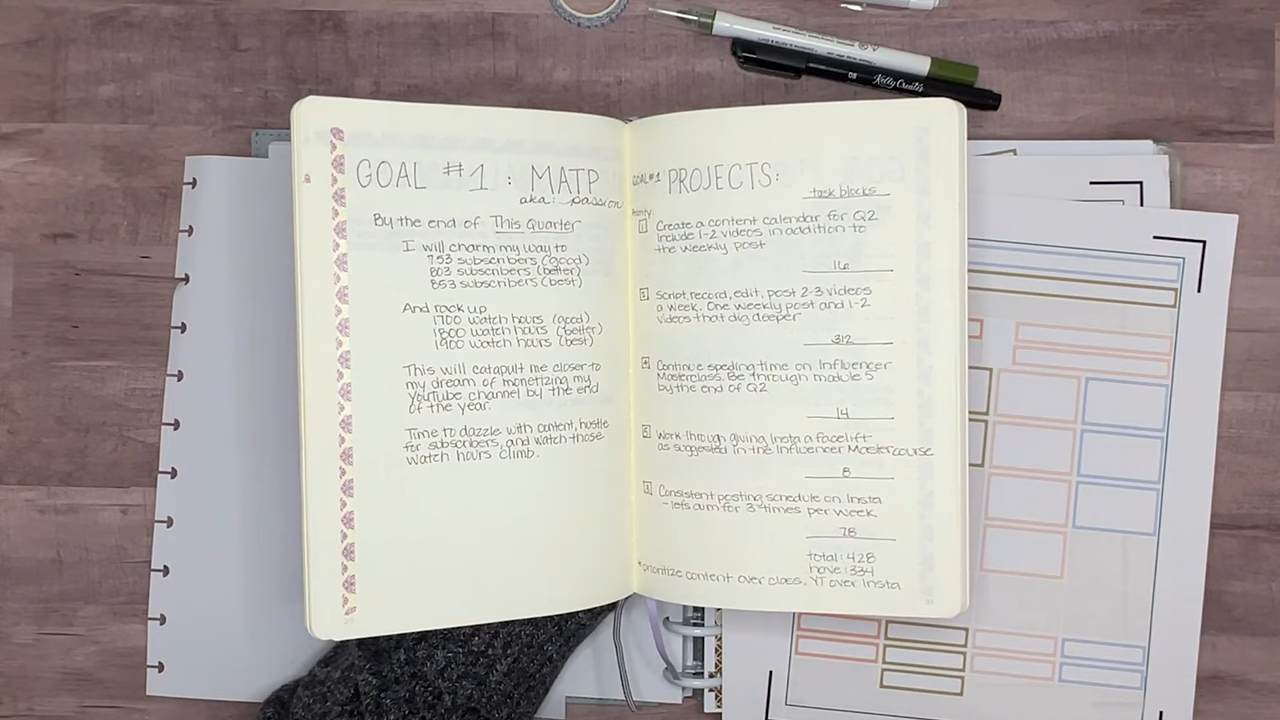 GOAL #1 : MATP
aka: passion
By the end of This Quarter
I will charm my way to
753 subscribers (good)
803 subscribers (better)
853 subscribers (best)
And rack up
1700 watch hours (good)
1800 watch hours (better)
1900 watch hours (best)
This will catapult me closer to
my dream of monetizing my
YouTube channel by the end
of the year.
Time to dazzle with content, hustle
for subscribers, and watch those
watch hours climb.
GOAL #1 PROJECTS:
task blocks
Priority:
1 Create a content calendar for Q2
Include 1-2 videos in addition to
the weekly post
16
2 Script, record, edit, post 2-3 videos
a week. One weekly post and 1-2
videos that dig deeper
312
4 Continue speding time on Influencer
Masterclass. Be through module 5
by the end of Q2
14
5 Work through giving Insta a facelift
as suggested in the Influencer Mastercourse
8
3 Consistent posting schedule on Insta
- lets aim for 3 times per week
78
total: 428
have: 334
*prioritize content over class, YT over Insta
08 Kelly Creates